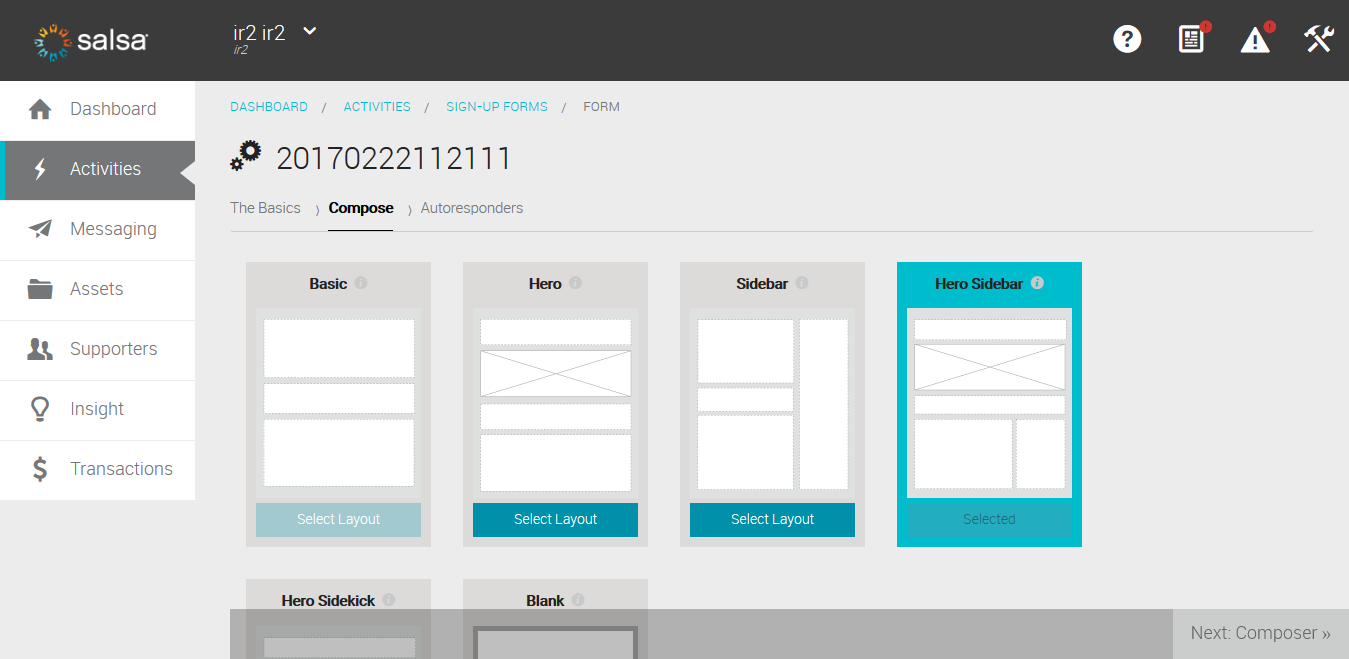 salsa
ir2 ir2
ir2
?
Dashboard
Activities
Messaging
Assets
Supporters
Insight
Transactions
DASHBOARD / ACTIVITIES / SIGN-UP FORMS / FORM
20170222112111
The Basics 〉 Compose 〉 Autoresponders
Basic i
Hero i
Sidebar i
Hero Sidebar i
Select Layout
Select Layout
Select Layout
Selected
Hero Sidekick i
Blank i
Next: Composer »